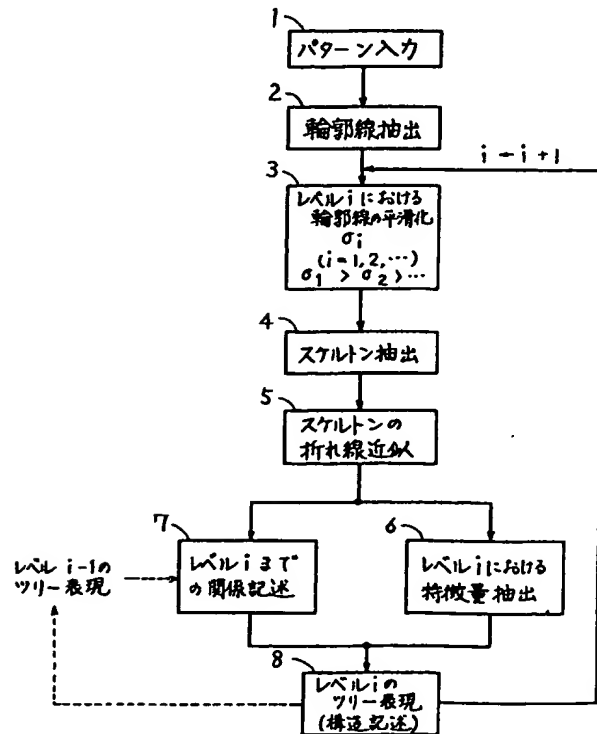 1
パターン入力
2
輪郭線抽出
i ← i + 1
3
レベル i における
輪郭線の平滑化
σi
(i = 1, 2, …)
σ1 > σ2 > …
4
スケルトン抽出
5
スケルトンの
折れ線近似
7
レベル i まで
の関係記述
6
レベル i における
特徴量抽出
レベル i-1の
ツリー表現
8
レベル i の
ツリー表現
(構造記述)